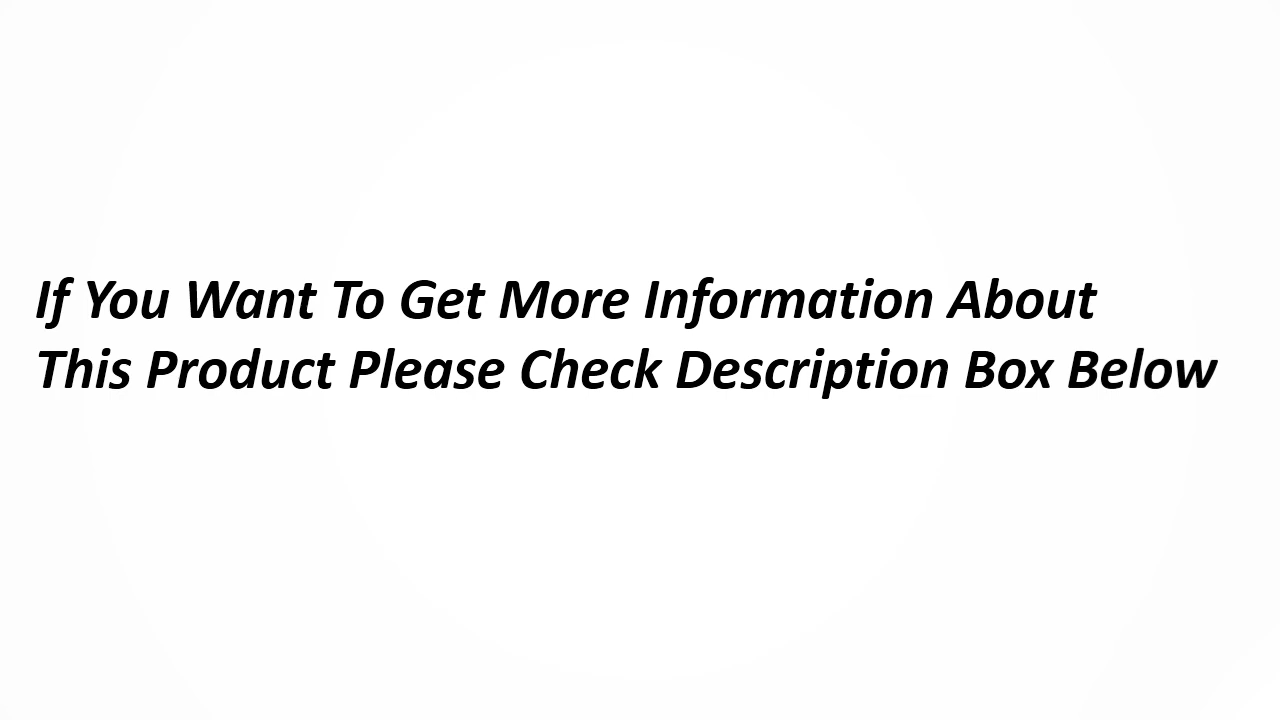 If You Want To Get More Information About
This Product Please Check Description Box Below